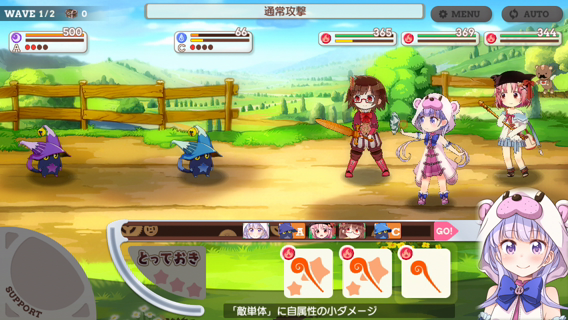 WAVE 1/2 0
通常攻撃
MENU
AUTO
500
A
66
C
365
369
344
A
C
GO!
SUPPORT
とっておき
「敵単体」に自属性の小ダメージ